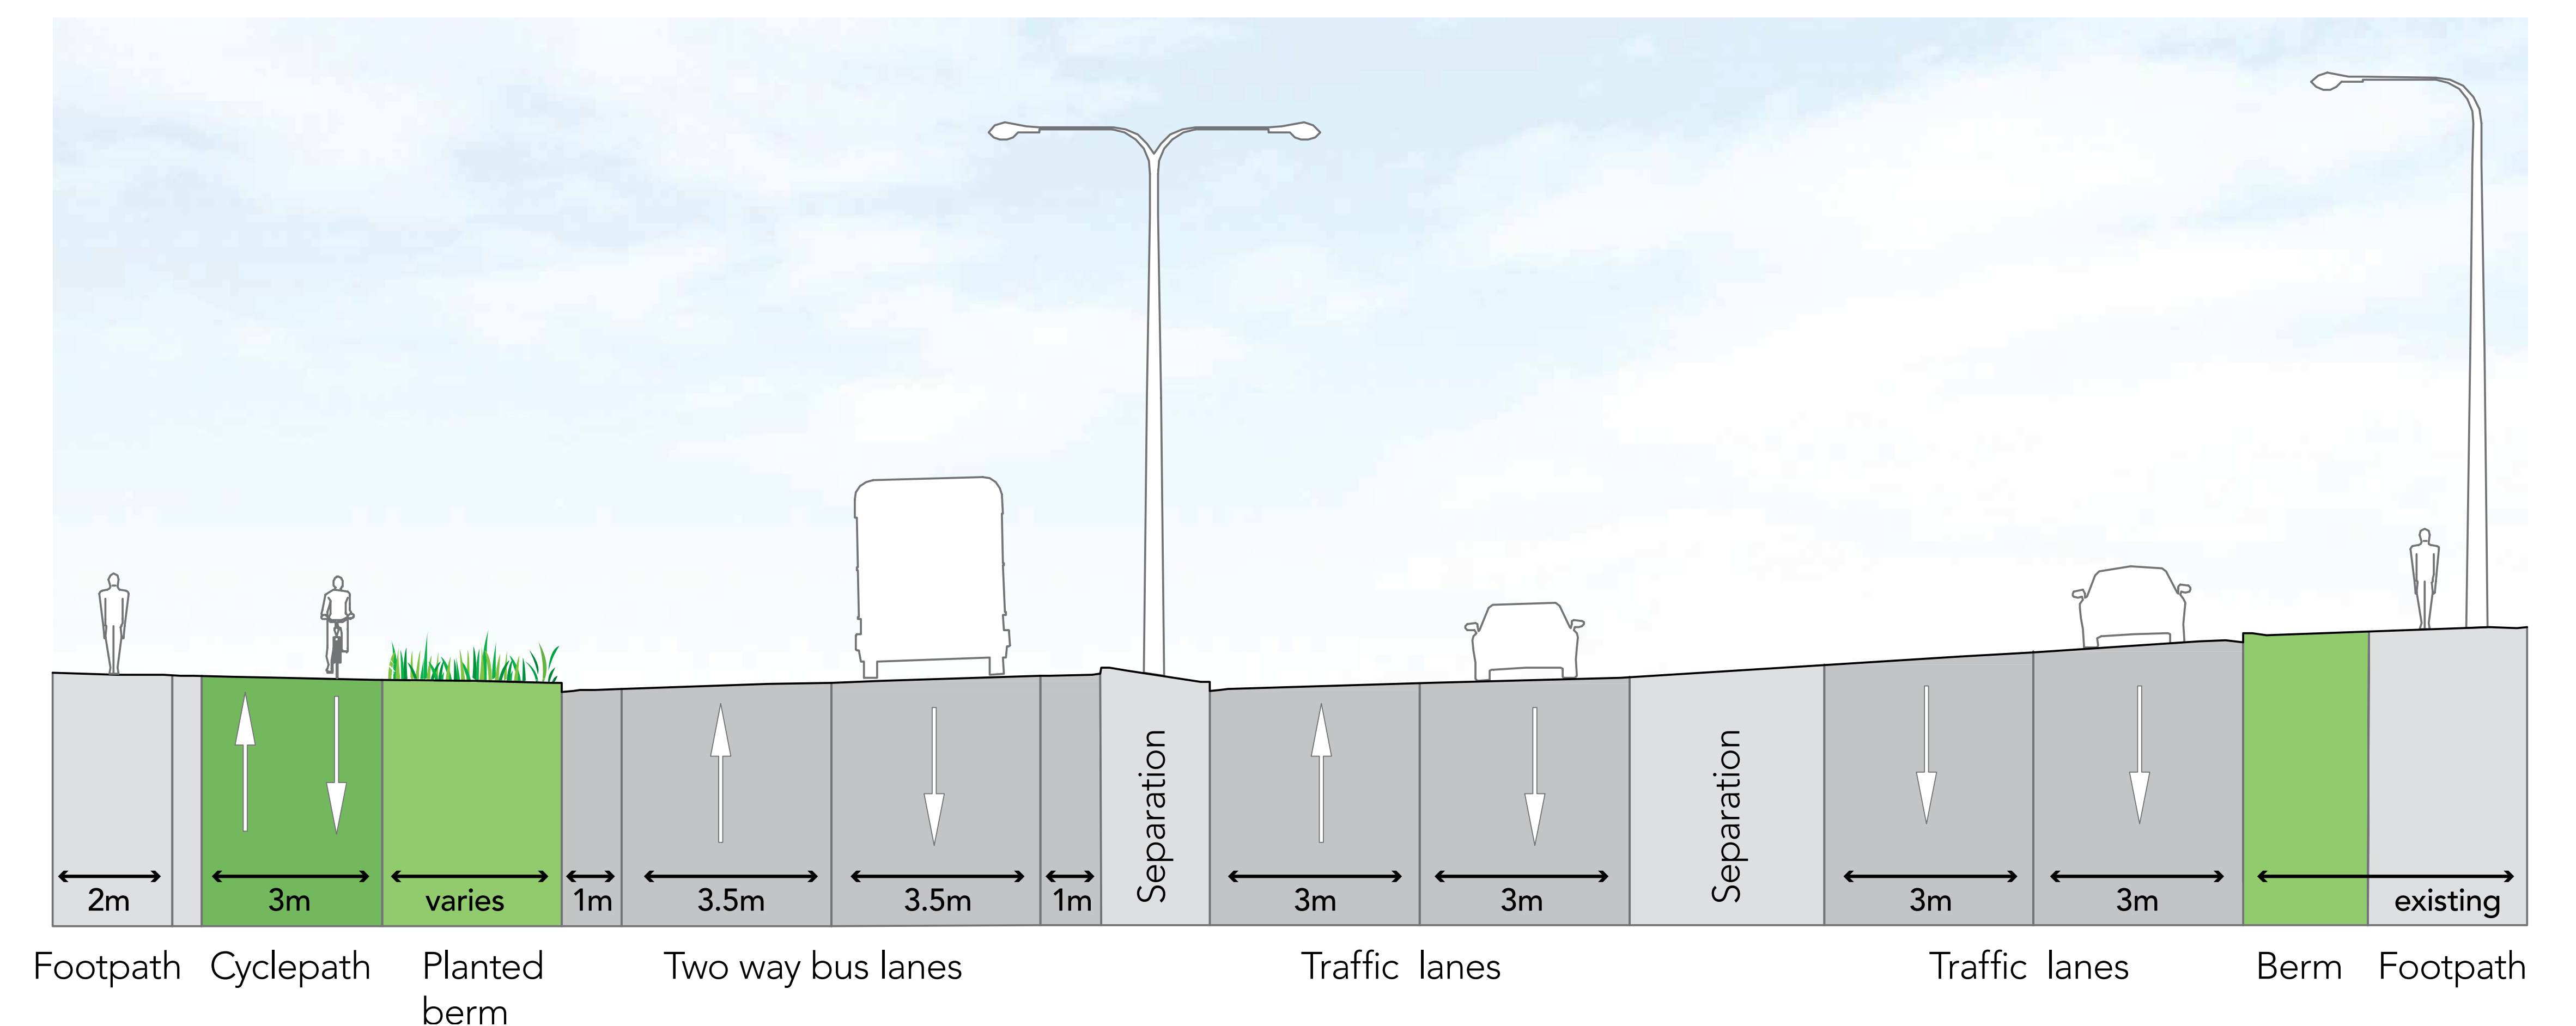 Separation
Separation
2m
3m
varies
1m
3.5m
3.5m
1m
3m
3m
3m
3m
existing
Footpath
Cyclepath
Planted
berm
Two way bus lanes
Traffic lanes
Traffic lanes
Berm
Footpath